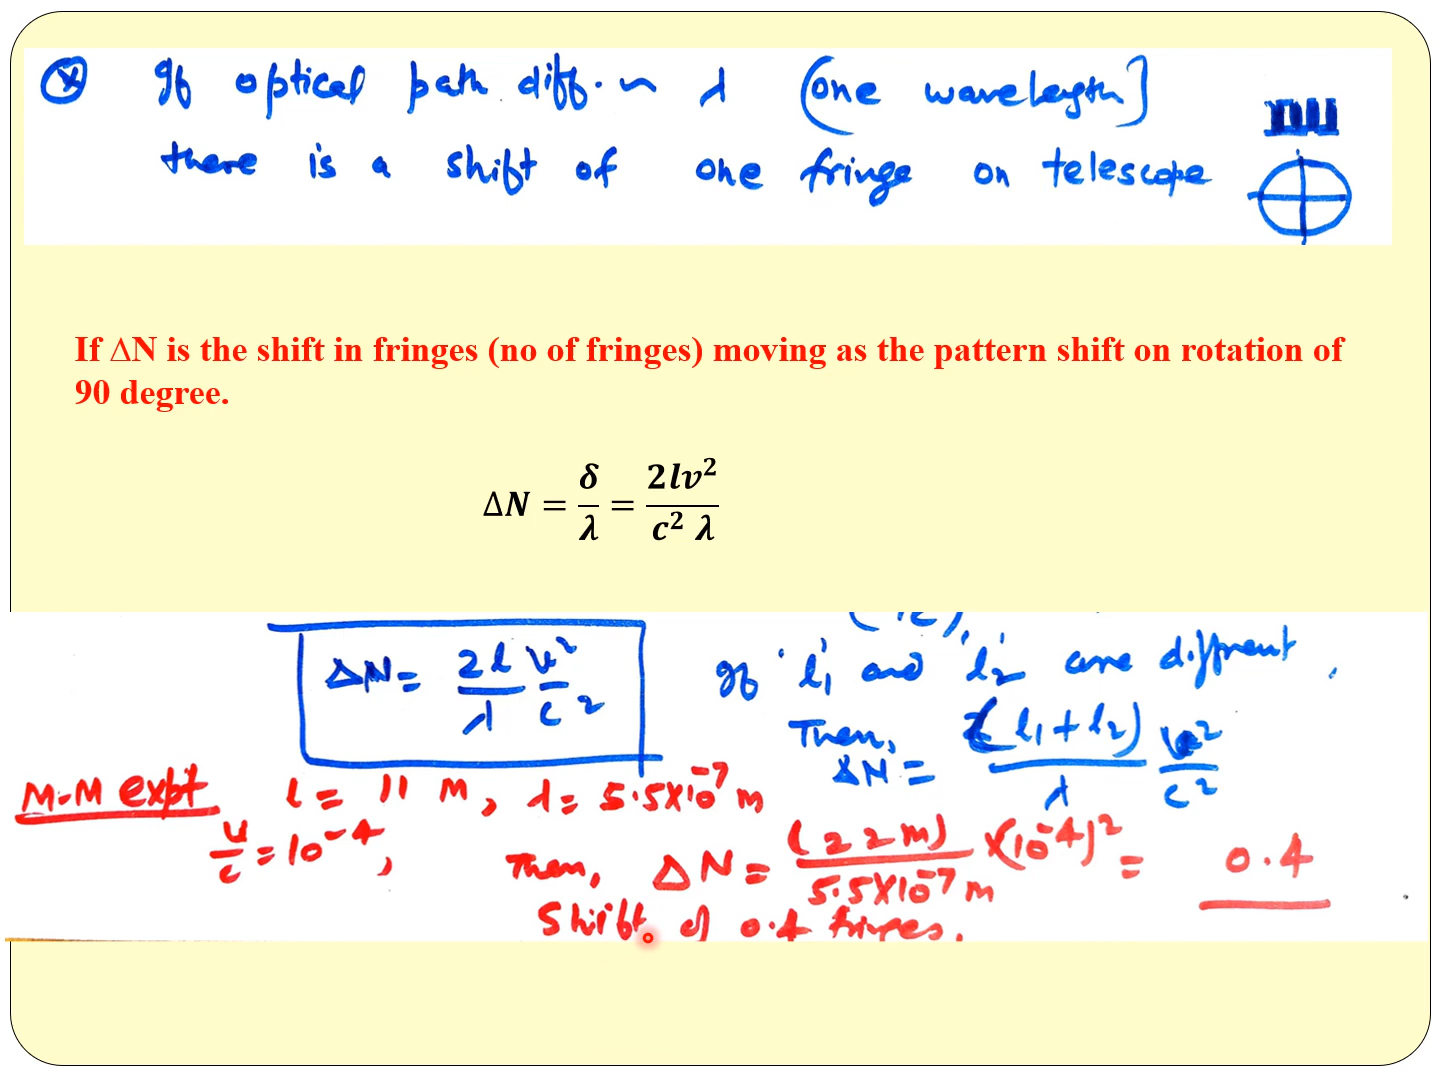 If optical path diff. ~ λ (one wavelength]
there is a shift of one fringe on telescope
If ΔN is the shift in fringes (no of fringes) moving as the pattern shift on rotation of
90 degree.
ΔN = δ/λ = 2lv²/c² λ
ΔN = 2l/λ v²/c²
If 'l₁' and 'l₂' are diffrent,
Then,
ΔN = (l₁+l₂)/λ v²/c²
M-M expt l = 11 m, λ = 5.5×10⁻⁷ m
v/c = 10⁻⁴,
Then, ΔN = (22m)/5.5×10⁻⁷ m ×(10⁻⁴)² = 0.4
Shift of 0.4 fringes.